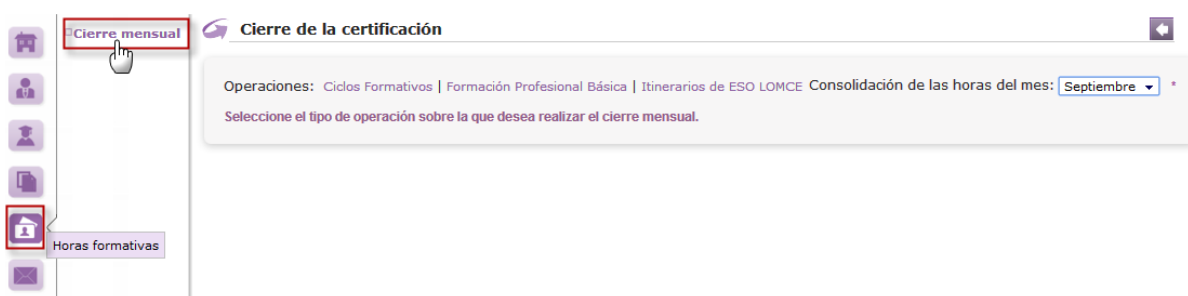 Cierre mensual
Cierre de la certificación
Operaciones: Ciclos Formativos | Formación Profesional Básica | Itinerarios de ESO LOMCE Consolidación de las horas del mes: Septiembre *
Seleccione el tipo de operación sobre la que desea realizar el cierre mensual.
Horas formativas